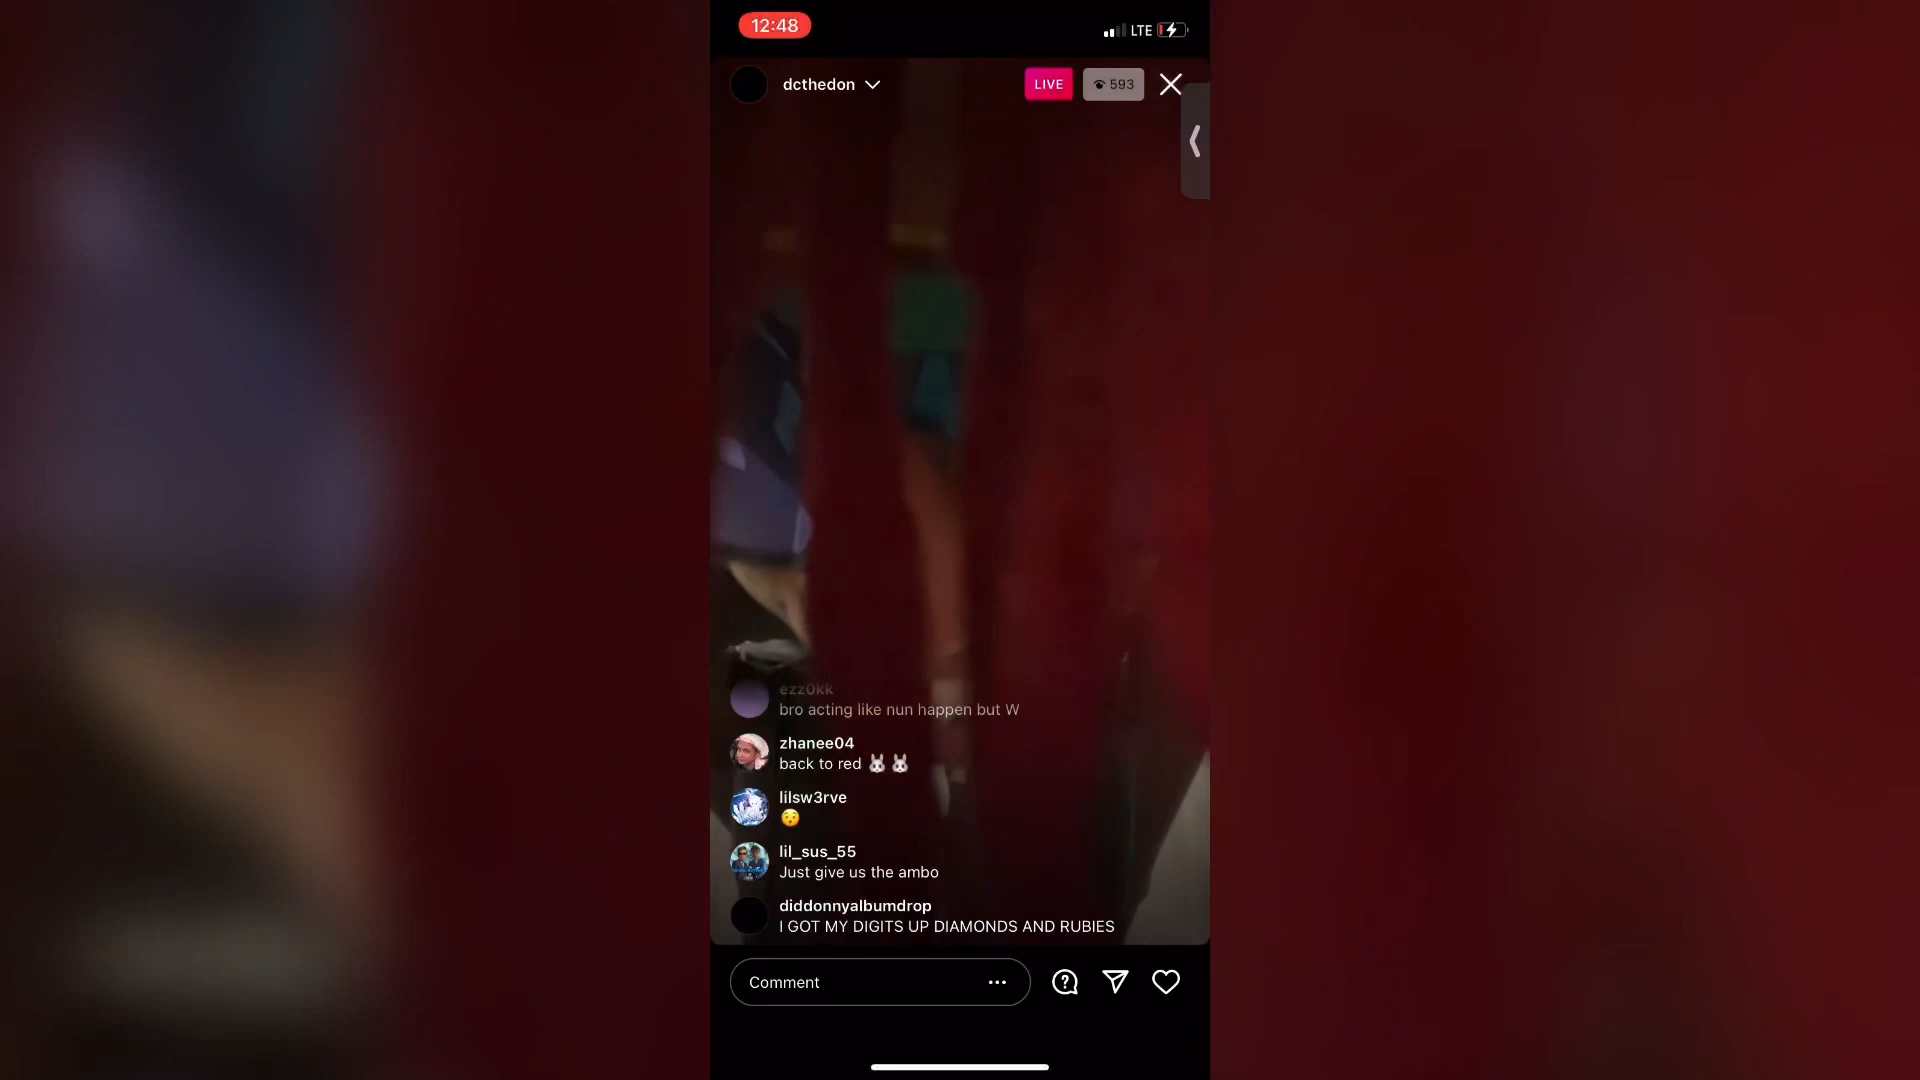 12:48
LTE
dcthedon
LIVE
593
ezz0kk
bro acting like nun happen but W
zhanee04
back to red 🐰🐰
lilsw3rve
😯
lil_sus_55
Just give us the ambo
diddonnyalbumdrop
I GOT MY DIGITS UP DIAMONDS AND RUBIES
Comment